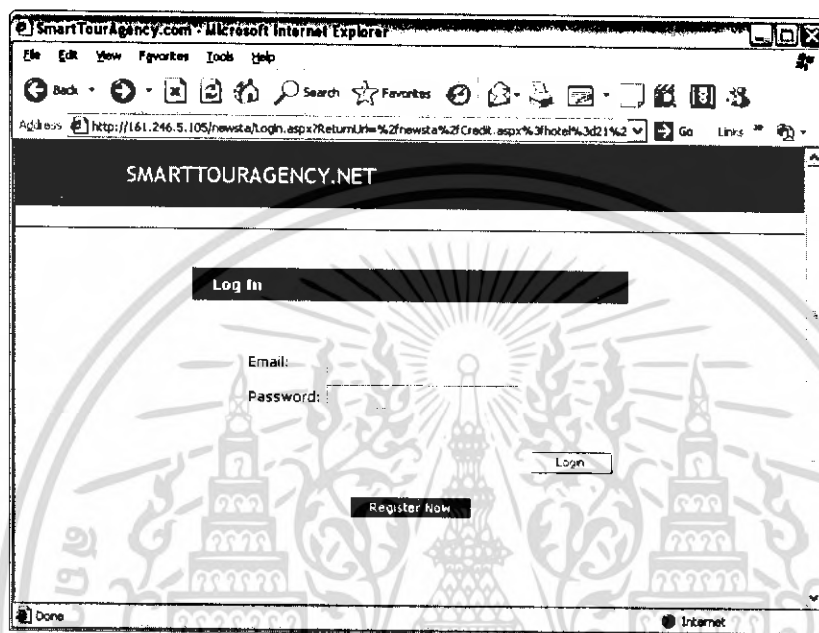 SmartTourAgency.com - Microsoft Internet Explorer
File Edit View Favorites Tools Help
Back Search Favorites
Address http://161.246.5.105/newsta/Login.aspx?ReturnUrl=%2fnewsta%2fCredit.aspx%3fhotel%3d21%2 Go Links »
SMARTTOURAGENCY.NET
Log In
Email:
Password:
Login
Register Now
Done Internet